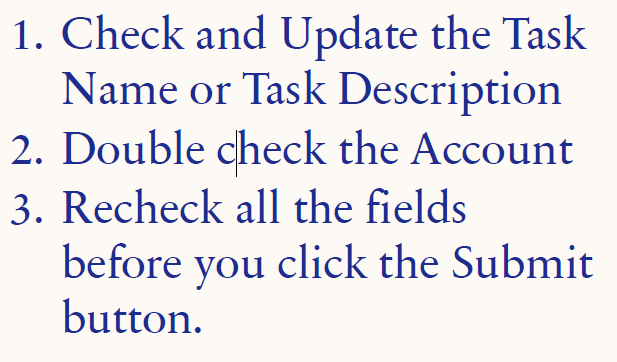 1. Check and Update the Task
Name or Task Description
2. Double check the Account
3. Recheck all the fields
before you click the Submit
button.